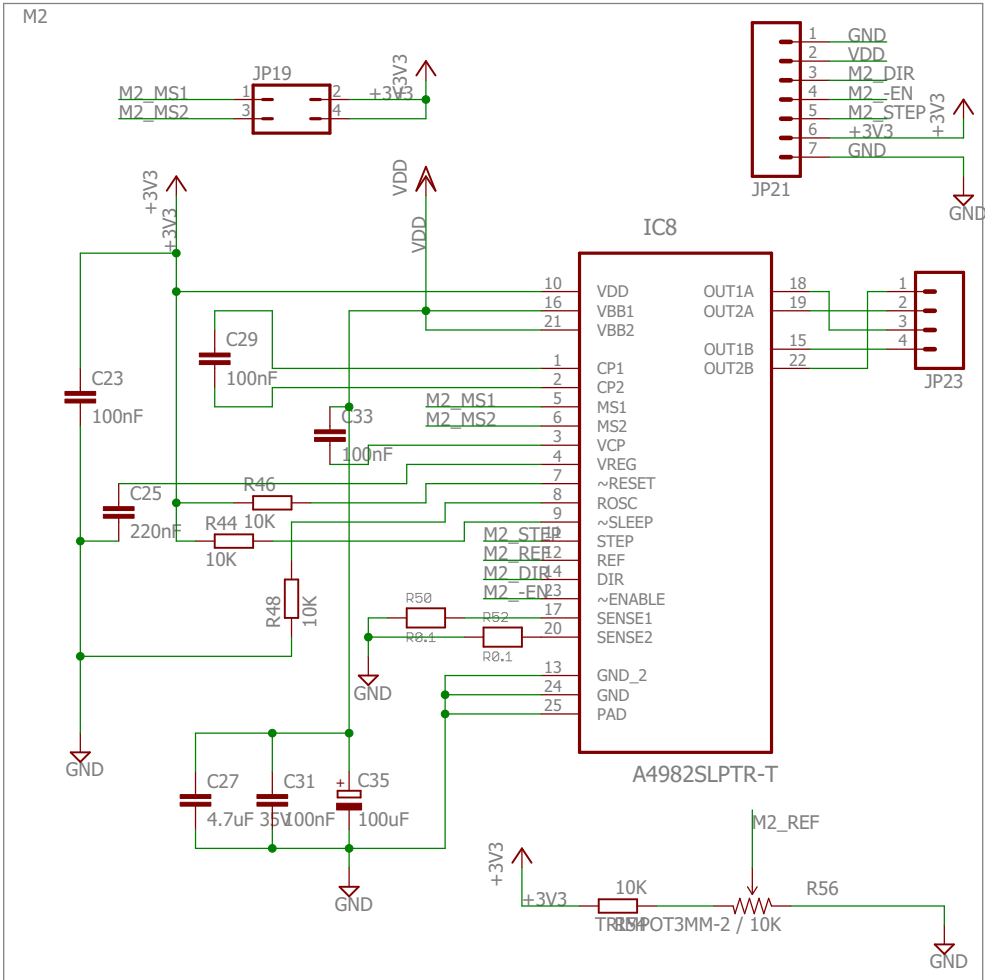 M2
JP19
M2_MS1 1 2 +3V3
M2_MS2 3 4
+3V3
1 GND
2 VDD
3 M2_DIR
4 M2_-EN
5 M2_STEP
6 +3V3
7 GND
+3V3
JP21
GND
+3V3
+3V3
VDD
VDD
IC8
10 VDD
16 VBB1
21 VBB2
1 CP1
2 CP2
M2_MS1 5 MS1
M2_MS2 6 MS2
3 VCP
4 VREG
7 ~RESET
8 ROSC
9 ~SLEEP
M2_STEP 11 STEP
M2_REF 12 REF
M2_DIR 14 DIR
M2_-EN 23 ~ENABLE
17 SENSE1
20 SENSE2
13 GND_2
24 GND
25 PAD
OUT1A 18
OUT2A 19
OUT1B 15
OUT2B 22
1
2
3
4
JP23
A4982SLPTR-T
C29
100nF
C23
100nF
C33
100nF
C25
220nF
R46
10K
R44
10K
R48
10K
R50
R0.1
R52
R0.1
GND
GND
C27
4.7uF 35V
C31
100nF
C35
+
100uF
GND
M2_REF
+3V3
+3V3
10K
R56
TRIMPOT3MM-2 / 10K
GND